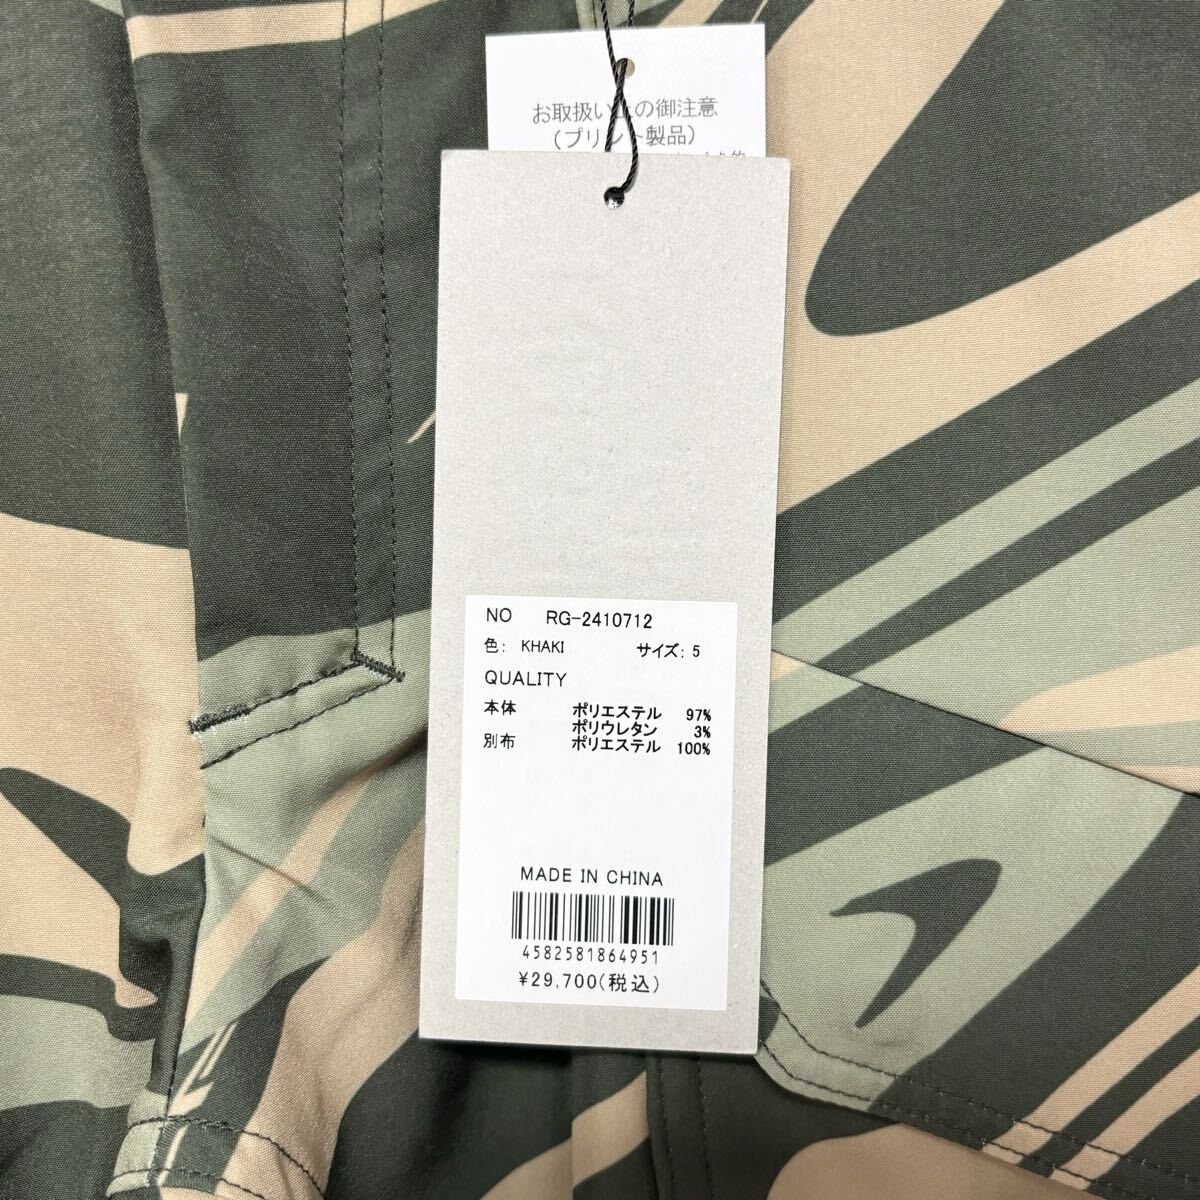 お取扱い上の御注意
(プリント製品)
NO RG-2410712
色: KHAKI サイズ: 5
QUALITY
本体 ポリエステル 97%
ポリウレタン 3%
別布 ポリエステル 100%
MADE IN CHINA
4582581864951
¥29,700(税込)